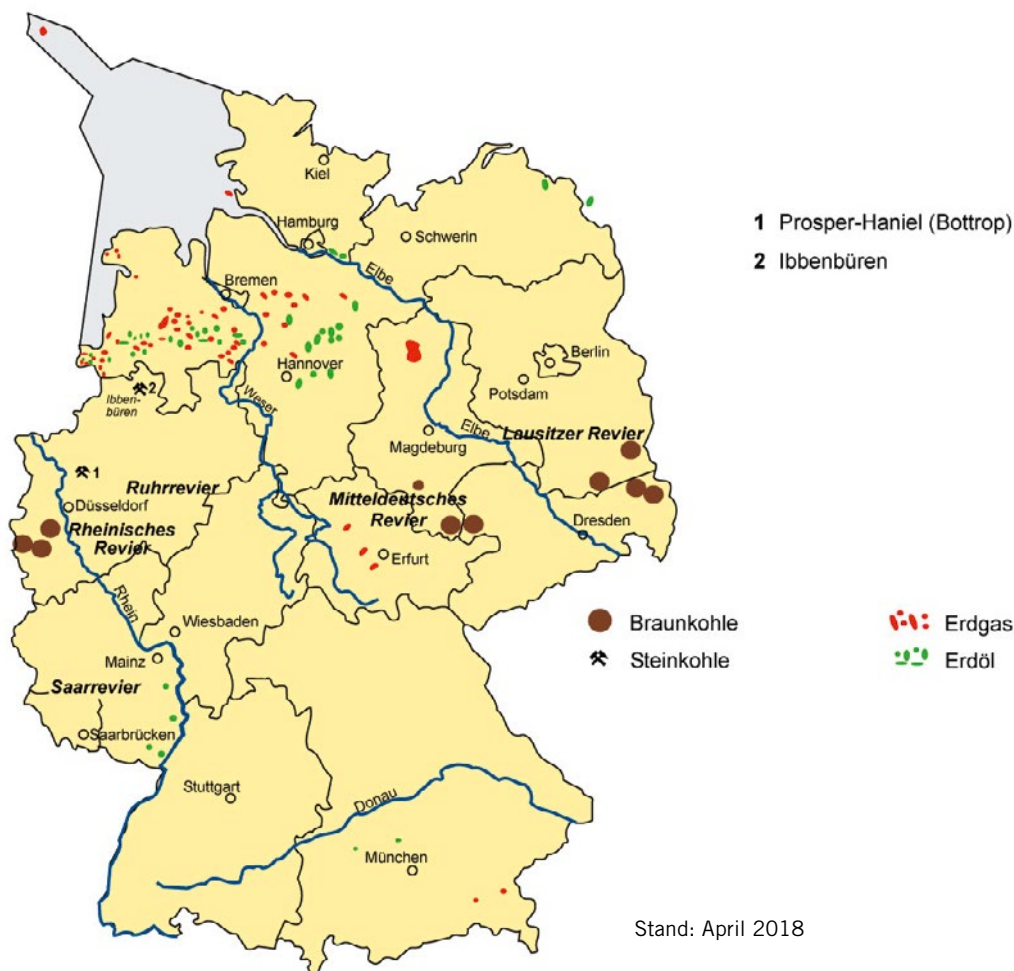 Kiel
Hamburg
Schwerin
1 Prosper-Haniel (Bottrop)
2 Ibbenbüren
Elbe
Bremen
Berlin
Hannover
Potsdam
2
Ibben-
büren
Weser
Elbe
Magdeburg
Lausitzer Revier
1
Ruhrrevier
Düsseldorf
Mitteldeutsches
Revier
Rheinisches
Revier
Dresden
Erfurt
Rhein
Wiesbaden
Braunkohle
Erdgas
Mainz
Steinkohle
Erdöl
Saarrevier
Saarbrücken
Stuttgart
Donau
München
Stand: April 2018